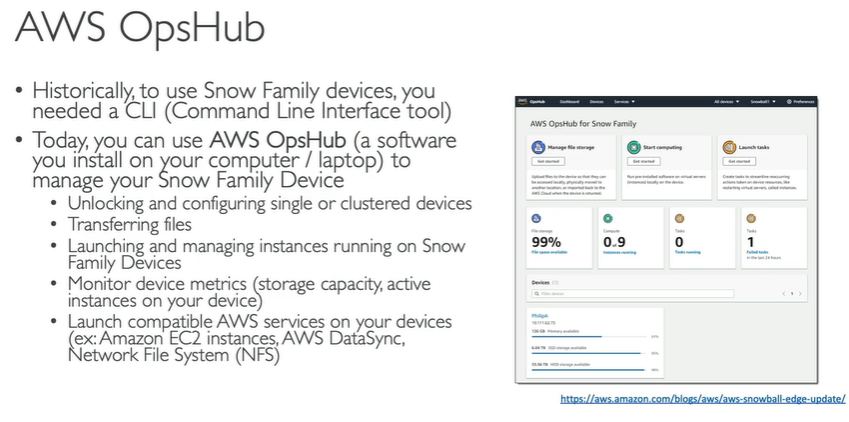 AWS OpsHub
• Historically, to use Snow Family devices, you
needed a CLI (Command Line Interface tool)
• Today, you can use AWS OpsHub (a software
you install on your computer / laptop) to
manage your Snow Family Device
• Unlocking and configuring single or clustered devices
• Transferring files
• Launching and managing instances running on Snow
Family Devices
• Monitor device metrics (storage capacity, active
instances on your device)
• Launch compatible AWS services on your devices
(ex: Amazon EC2 instances, AWS DataSync,
Network File System (NFS)
aws OpsHub Dashboard Devices Services All devices Snowball1 Preferences
AWS OpsHub for Snow Family
Manage file storage
Get started
Upload files to the device so that they can
be accessed locally, physically moved to
another location, or imported back to the
AWS Cloud when the device is returned.
Start computing
Get started
Run pre-installed software on virtual servers
(instances) locally on the device.
Launch tasks
Get started
Create tasks to streamline reoccurring
actions taken on device resources, like
restarting virtual servers, called instances.
File storage
99%
File space available
Compute
0 of 9
Instances running
Tasks
0
Tasks running
Tasks
1
Failed tasks
in the last 24 hours
Devices
Filter devices
1
Memory available
SSD storage available
HDD storage available
https://aws.amazon.com/blogs/aws/aws-snowball-edge-update/